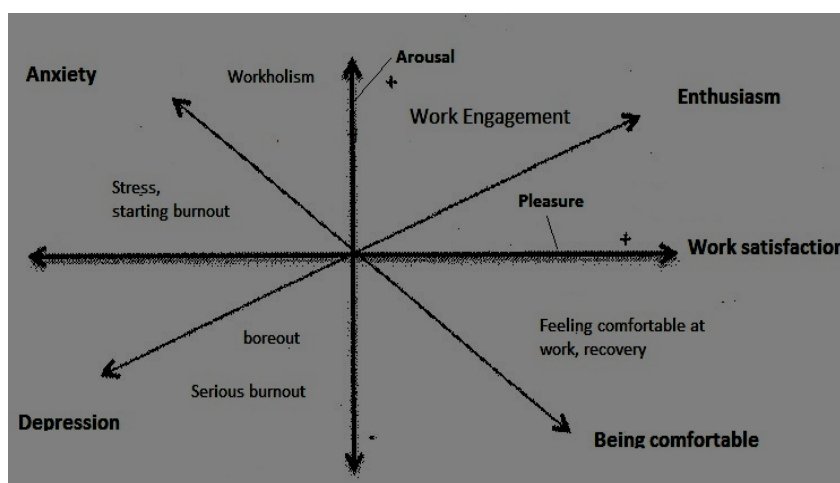 Arousal
Anxiety
Workholism
+
Enthusiasm
Work Engagement
Stress,
starting burnout
Pleasure
+
Work satisfaction
Feeling comfortable at
work, recovery
boreout
Serious burnout
Depression
Being comfortable